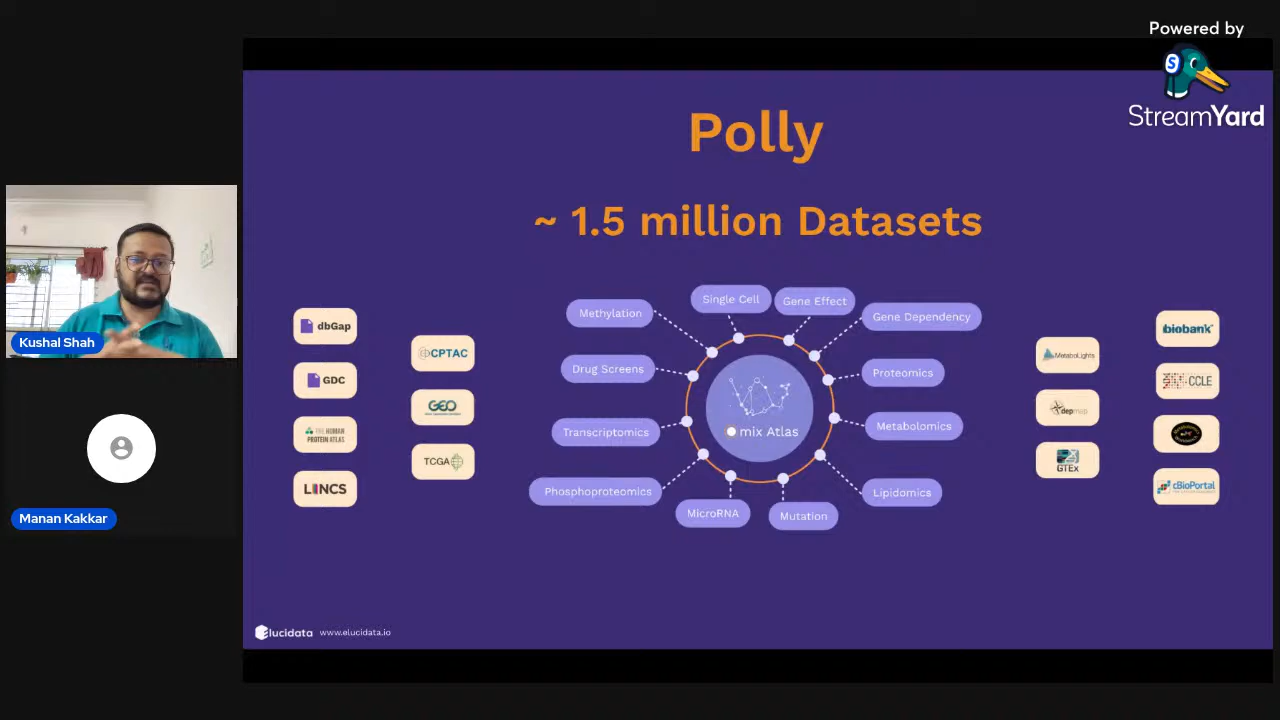 Powered by
StreamYard
Polly
~ 1.5 million Datasets
Single Cell
Gene Effect
Methylation
Gene Dependency
Drug Screens
Proteomics
Transcriptomics
Metabolomics
Phosphoproteomics
Lipidomics
MicroRNA
Mutation
mix Atlas
dbGap
CPTAC
GDC
GEO
THE HUMAN
PROTEIN ATLAS
TCGA
LINCS
MetaboLights
biobank
CCLE
depmap
GTEx
cBioPortal
Kushal Shah
Manan Kakkar
Elucidata www.elucidata.io